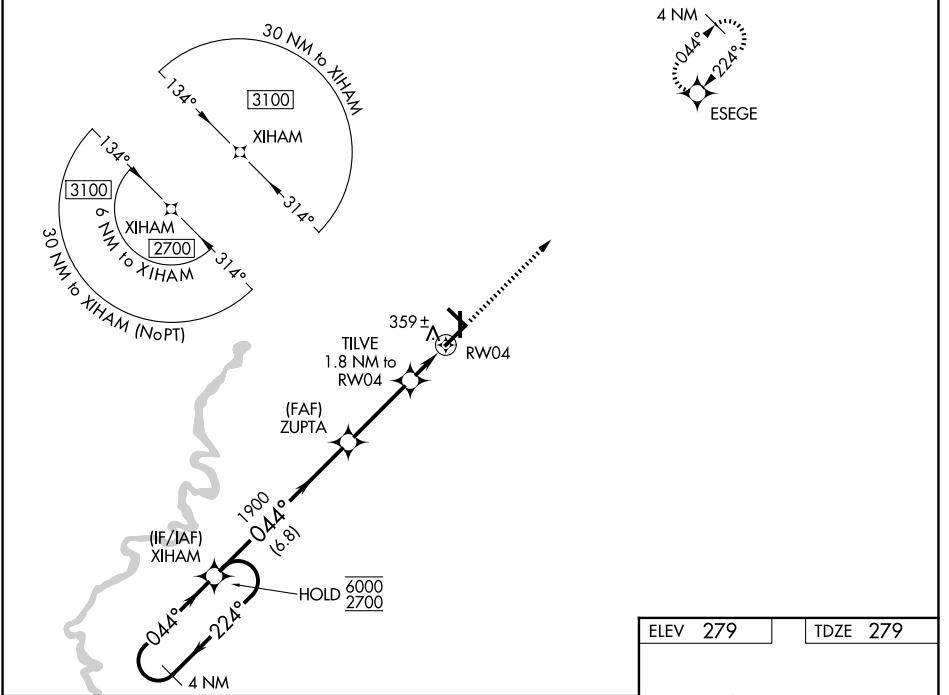 4 NM
044°
224°
ESEGE
30 NM to XIHAM
134°
3100
XIHAM
314°
134°
3100
XIHAM
2700
6 NM to XIHAM
314°
30 NM to XIHAM (NoPT)
359±
TILVE
1.8 NM to
RW04
RW04
(FAF)
ZUPTA
1900
044°
(6.8)
(IF/IAF)
XIHAM
HOLD 6000
2700
044°
224°
4 NM
ELEV 279
TDZE 279